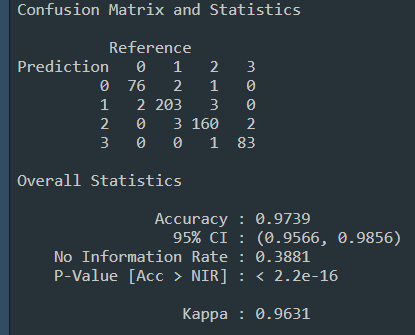 Confusion Matrix and Statistics
Reference
Prediction 0 1 2 3
0 76 2 1 0
1 2 203 3 0
2 0 3 160 2
3 0 0 1 83
Overall Statistics
Accuracy : 0.9739
95% CI : (0.9566, 0.9856)
No Information Rate : 0.3881
P-Value [Acc > NIR] : < 2.2e-16
Kappa : 0.9631